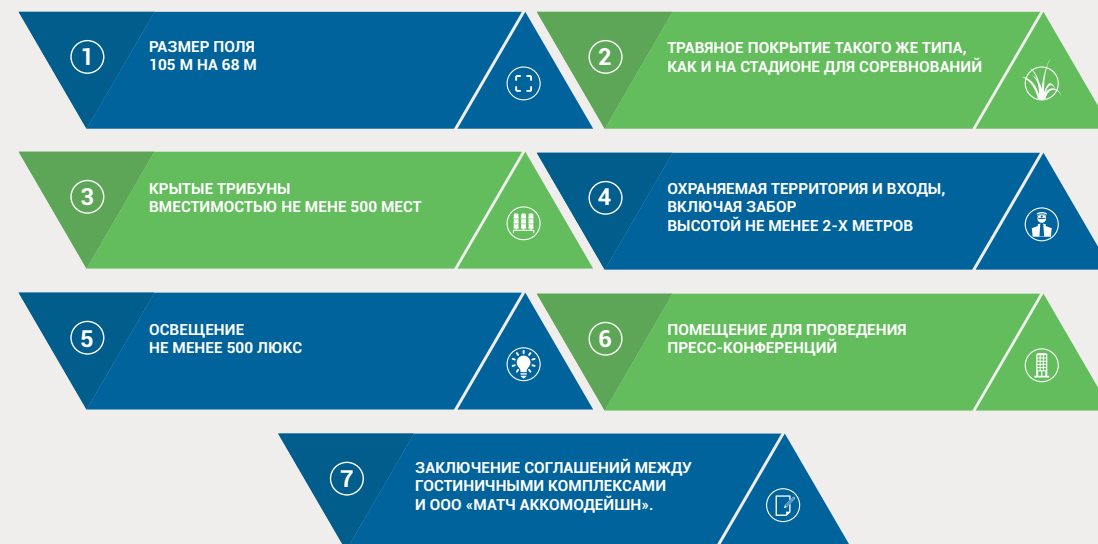 1
РАЗМЕР ПОЛЯ
105 М НА 68 М
2
ТРАВЯНОЕ ПОКРЫТИЕ ТАКОГО ЖЕ ТИПА,
КАК И НА СТАДИОНЕ ДЛЯ СОРЕВНОВАНИЙ
3
КРЫТЫЕ ТРИБУНЫ
ВМЕСТИМОСТЬЮ НЕ МЕНЕ 500 МЕСТ
4
ОХРАНЯЕМАЯ ТЕРРИТОРИЯ И ВХОДЫ,
ВКЛЮЧАЯ ЗАБОР
ВЫСОТОЙ НЕ МЕНЕЕ 2-Х МЕТРОВ
5
ОСВЕЩЕНИЕ
НЕ МЕНЕЕ 500 ЛЮКС
6
ПОМЕЩЕНИЕ ДЛЯ ПРОВЕДЕНИЯ
ПРЕСС-КОНФЕРЕНЦИЙ
7
ЗАКЛЮЧЕНИЕ СОГЛАШЕНИЙ МЕЖДУ
ГОСТИНИЧНЫМИ КОМПЛЕКСАМИ
И ООО «МАТЧ АККОМОДЕЙШН».